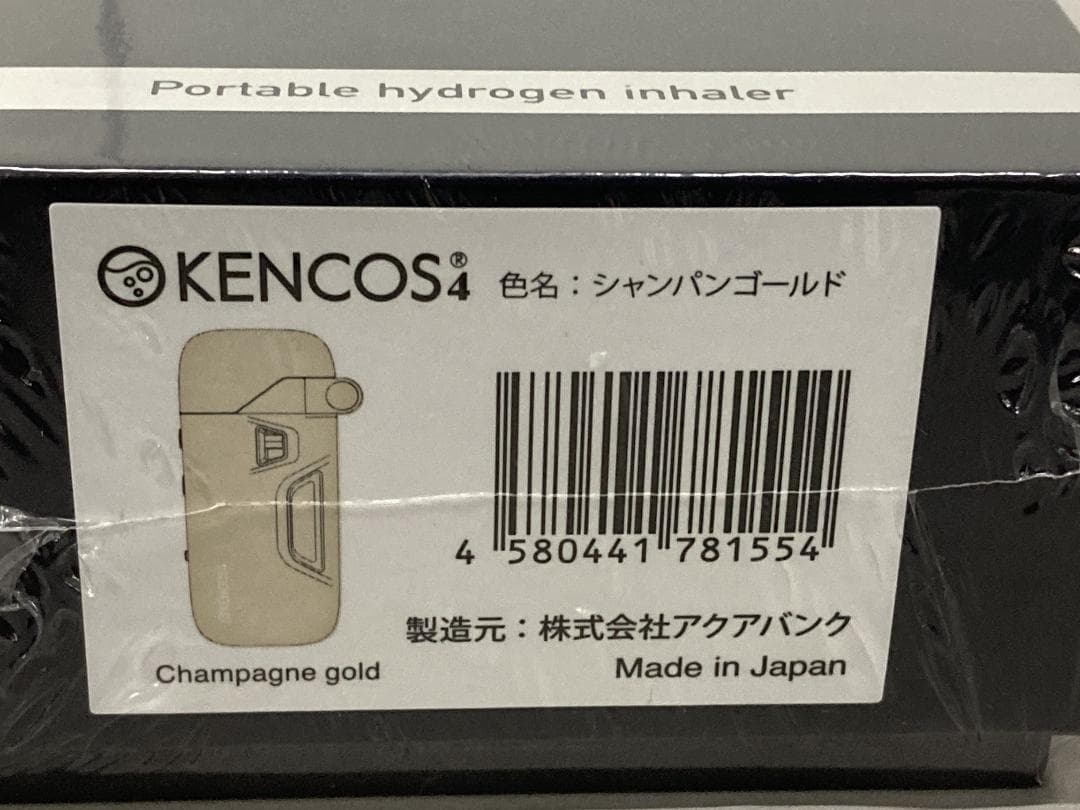 Portable hydrogen inhaler
KENCOS®4 色名：シャンパンゴールド
4 580441 781554
製造元：株式会社アクアバンク
Champagne gold
Made in Japan